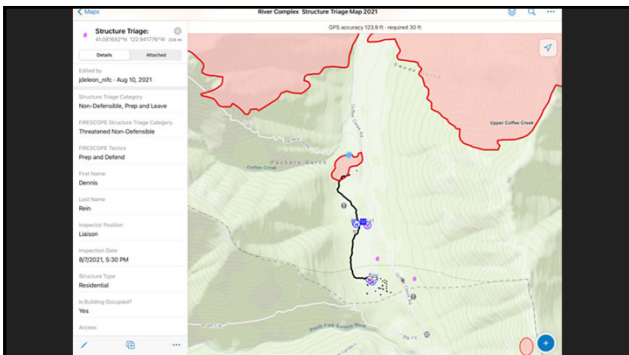 Maps
River Complex Structure Triage Map 2021
GPS accuracy 123.9 ft - required 30 ft
Structure Triage:
Details
Attached
Edited by
jdeleon_nifc - Aug 10, 2021
Structure Triage Category
Non-Defensible, Prep and Leave
FIRESCOPE Structure Triage Category
Threatened Non-Defensible
FIRESCOPE Tactics
Prep and Defend
First Name
Dennis
Last Name
Rein
Inspector Position
Liaison
Inspection Date
8/7/2021, 5:30 PM
Structure Type
Residential
Is Building Occupied?
Yes
Access
Upper Coffee Creek
Coffee Creek